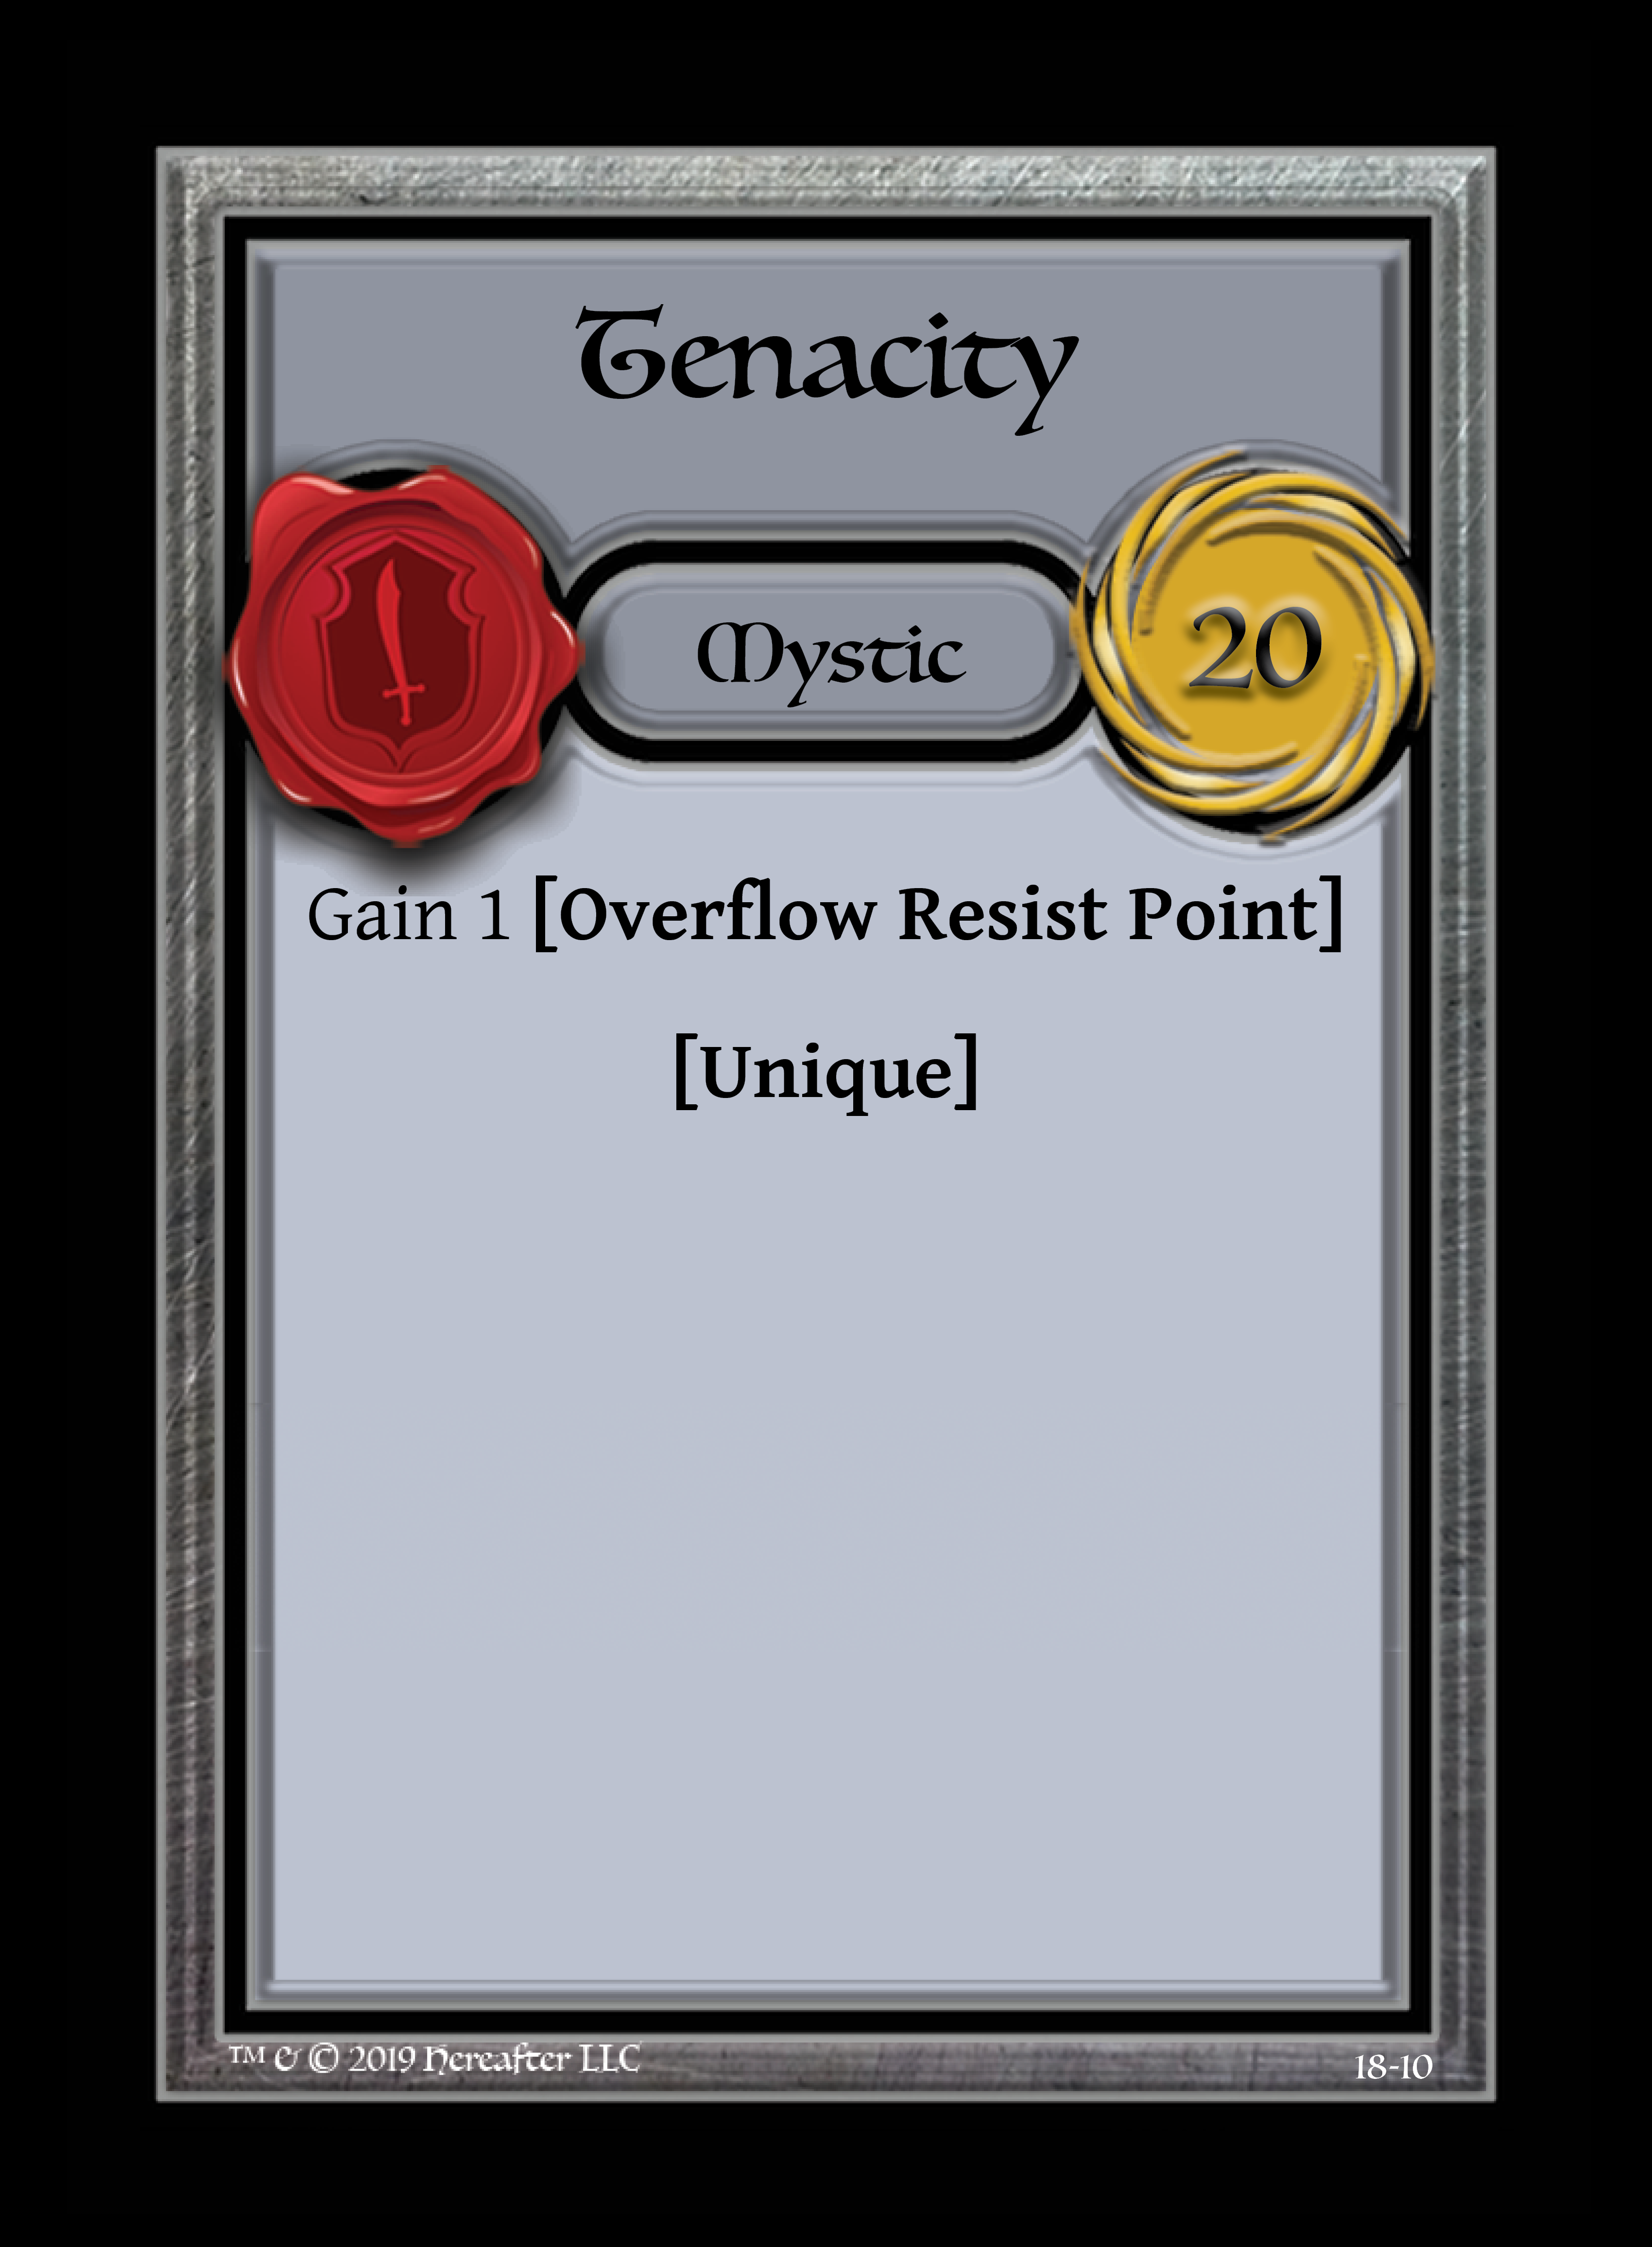 Tenacity
Mystic
20
Gain 1 [Overflow Resist Point]
[Unique]
™ & © 2019 Hereafter LLC
18-10